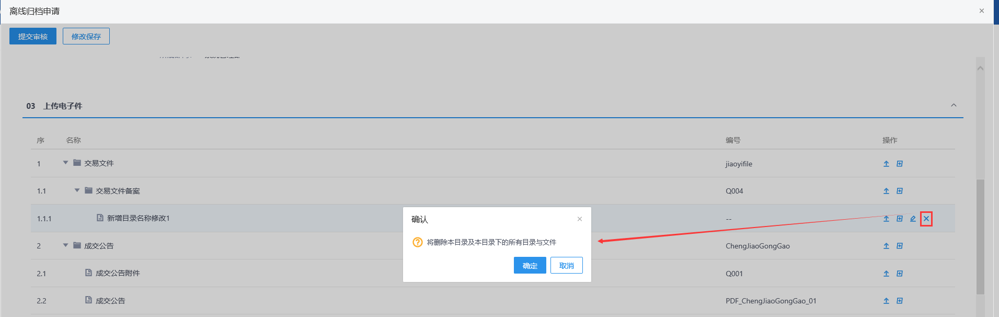 离线归档申请
提交审核 修改保存
03 上传电子件
序 名称 编号 操作
1 交易文件 jiaoyifile
1.1 交易文件备案 Q004
1.1.1 新增目录名称修改1 --
2 成交公告 ChengJiaoGongGao
2.1 成交公告附件 Q001
2.2 成交公告 PDF_ChengJiaoGongGao_01
确认
将删除本目录及本目录下的所有目录与文件
确定 取消